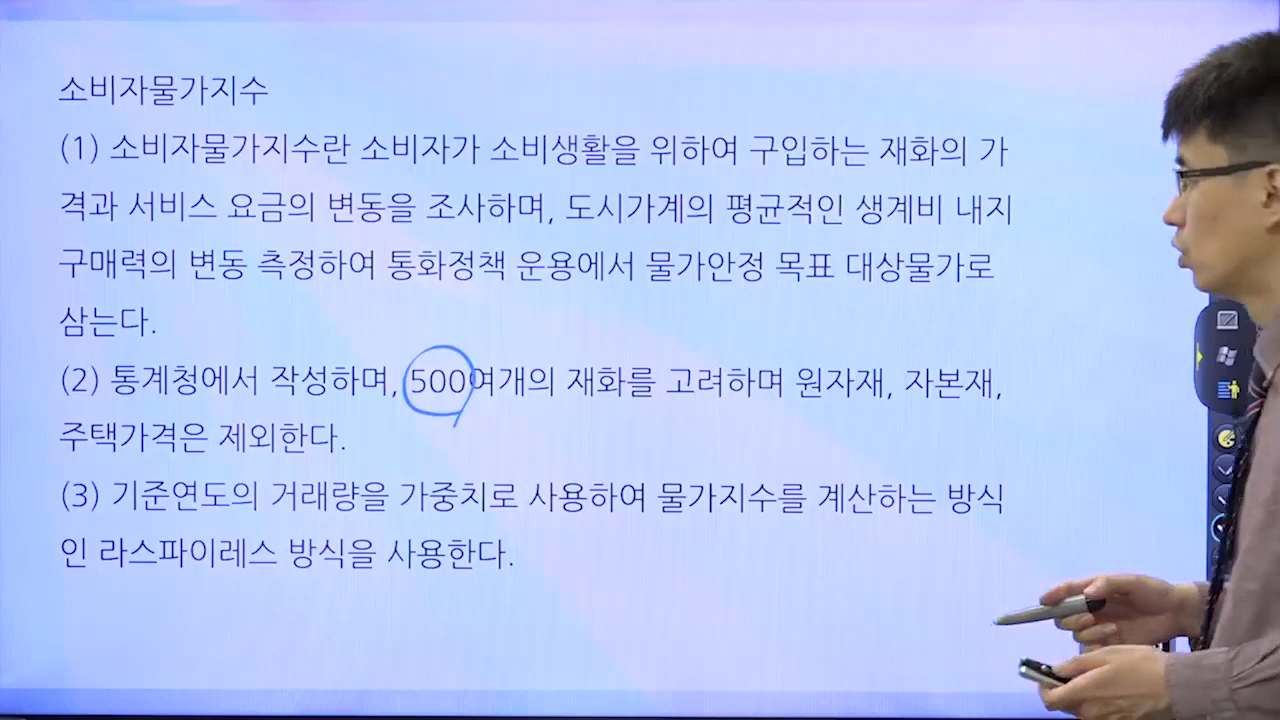 소비자물가지수
(1) 소비자물가지수란 소비자가 소비생활을 위하여 구입하는 재화의 가
격과 서비스 요금의 변동을 조사하며, 도시가계의 평균적인 생계비 내지
구매력의 변동 측정하여 통화정책 운용에서 물가안정 목표 대상물가로
삼는다.
(2) 통계청에서 작성하며, 500여개의 재화를 고려하며 원자재, 자본재,
주택가격은 제외한다.
(3) 기준연도의 거래량을 가중치로 사용하여 물가지수를 계산하는 방식
인 라스파이레스 방식을 사용한다.